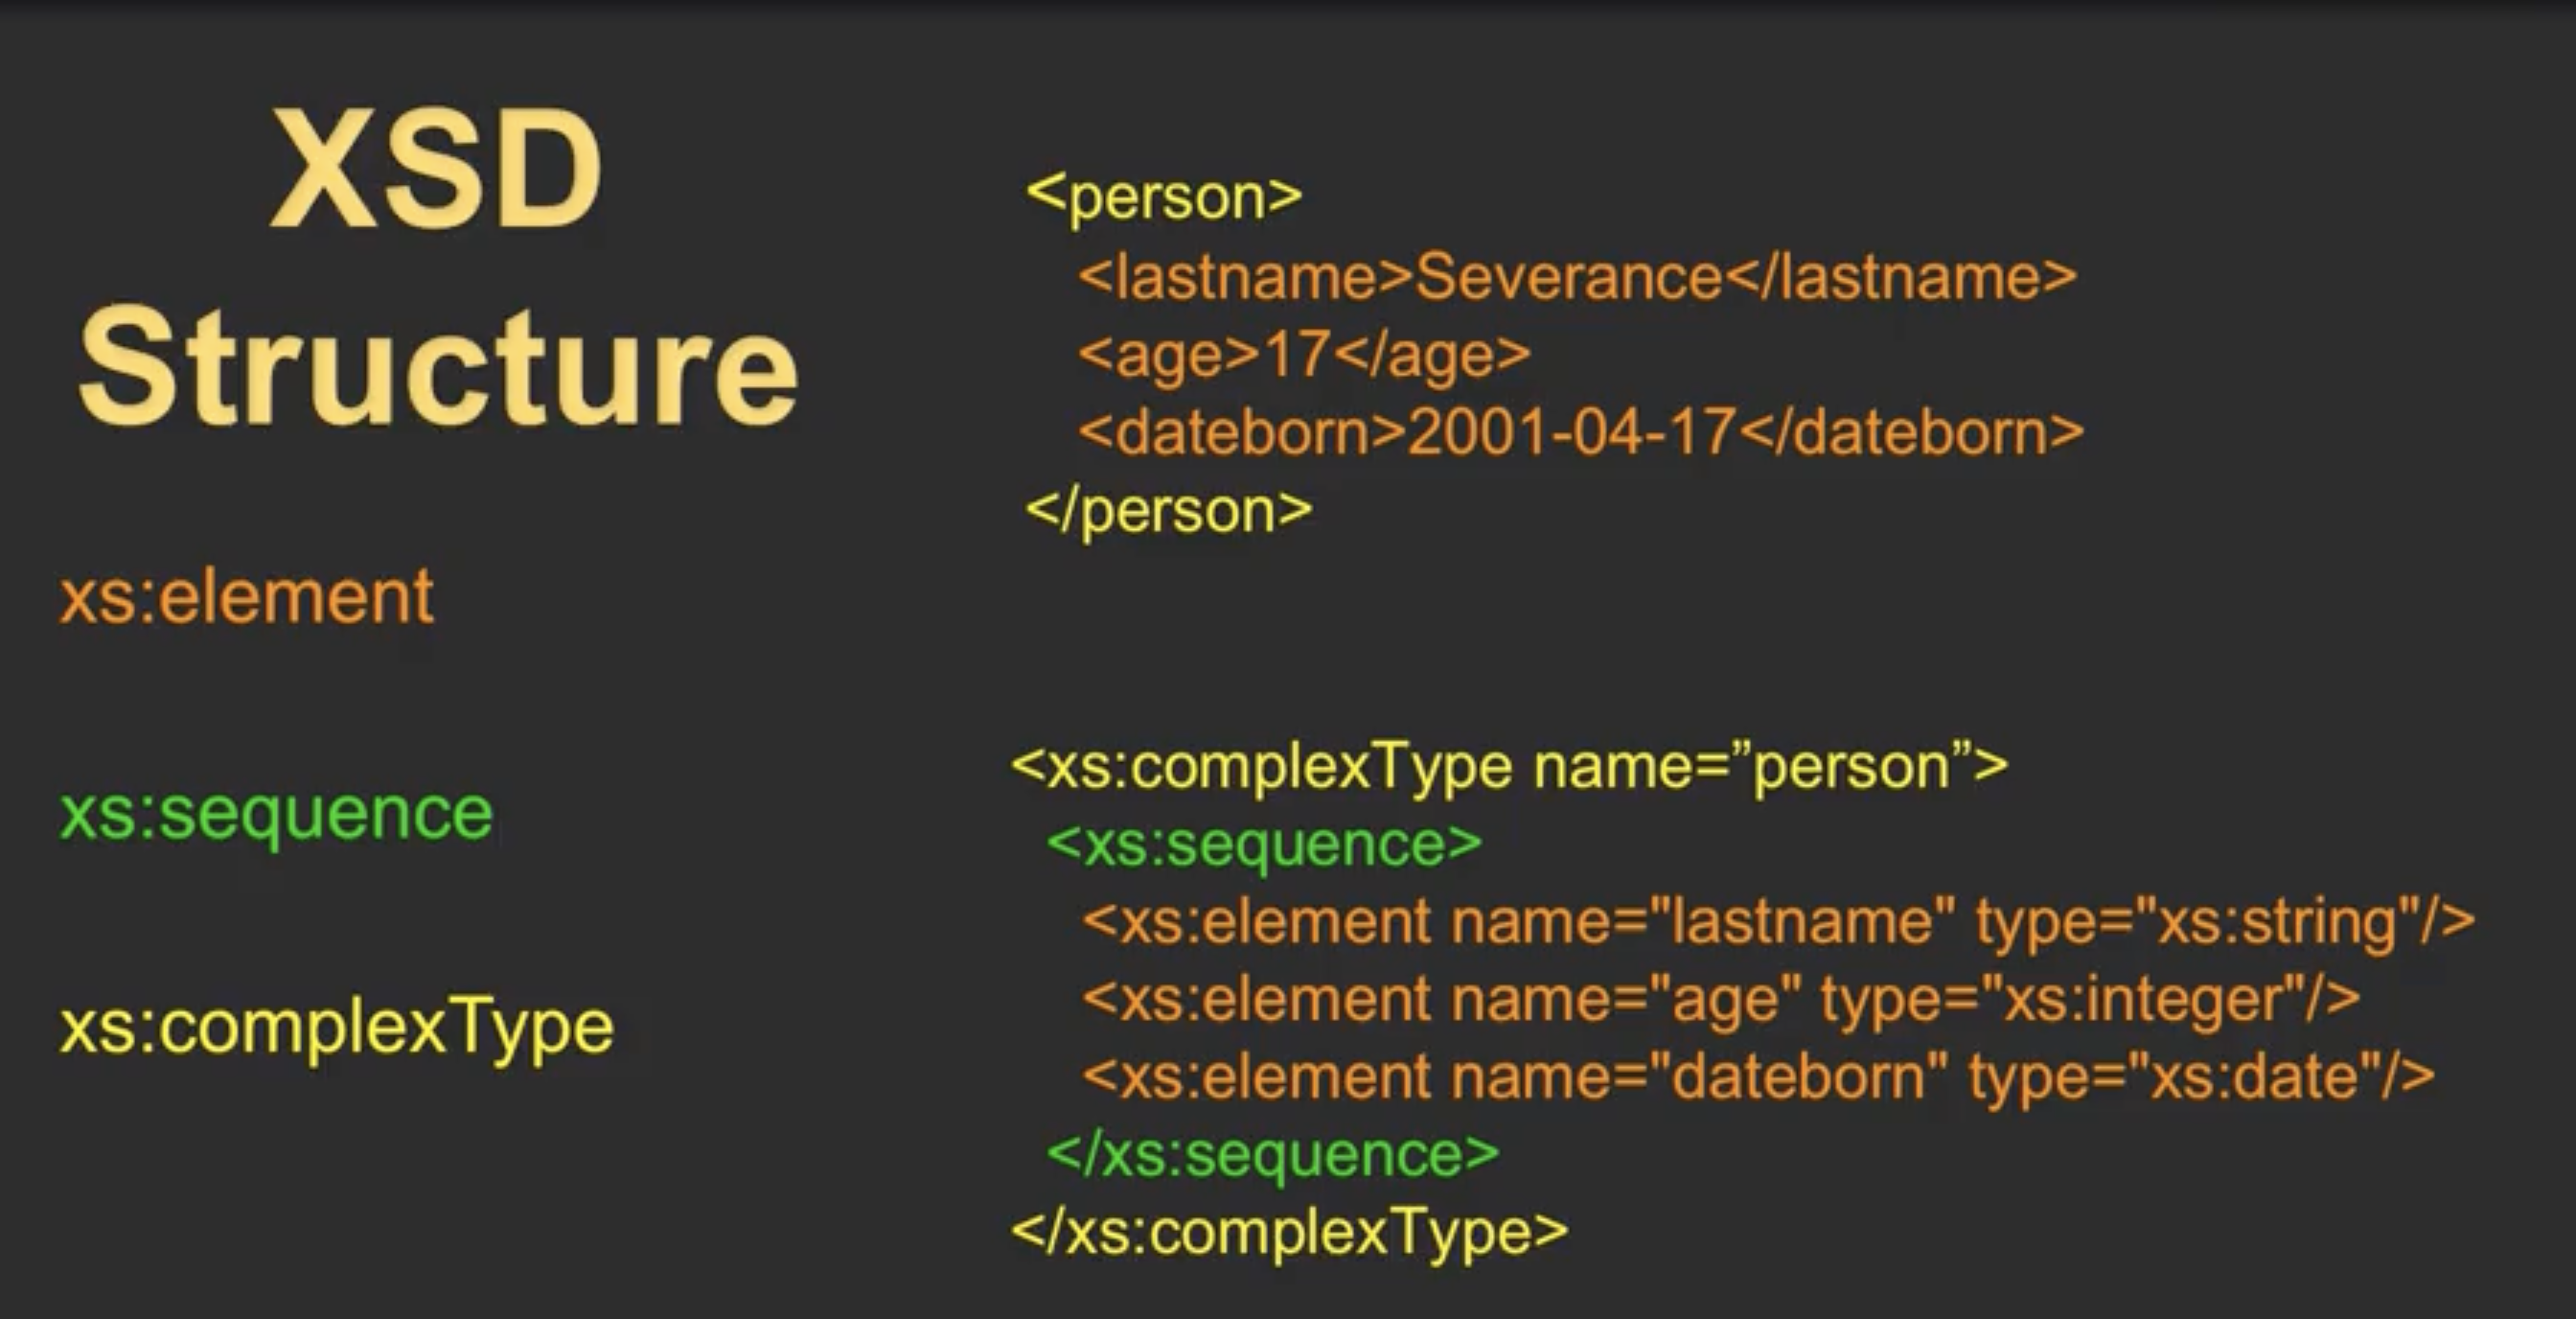 XSD
Structure
xs:element
xs:sequence
xs:complexType
<person>
<lastname>Severance</lastname>
<age>17</age>
<dateborn>2001-04-17</dateborn>
</person>
<xs:complexType name=”person”>
<xs:sequence>
<xs:element name="lastname" type="xs:string"/>
<xs:element name="age" type="xs:integer"/>
<xs:element name="dateborn" type="xs:date"/>
</xs:sequence>
</xs:complexType>